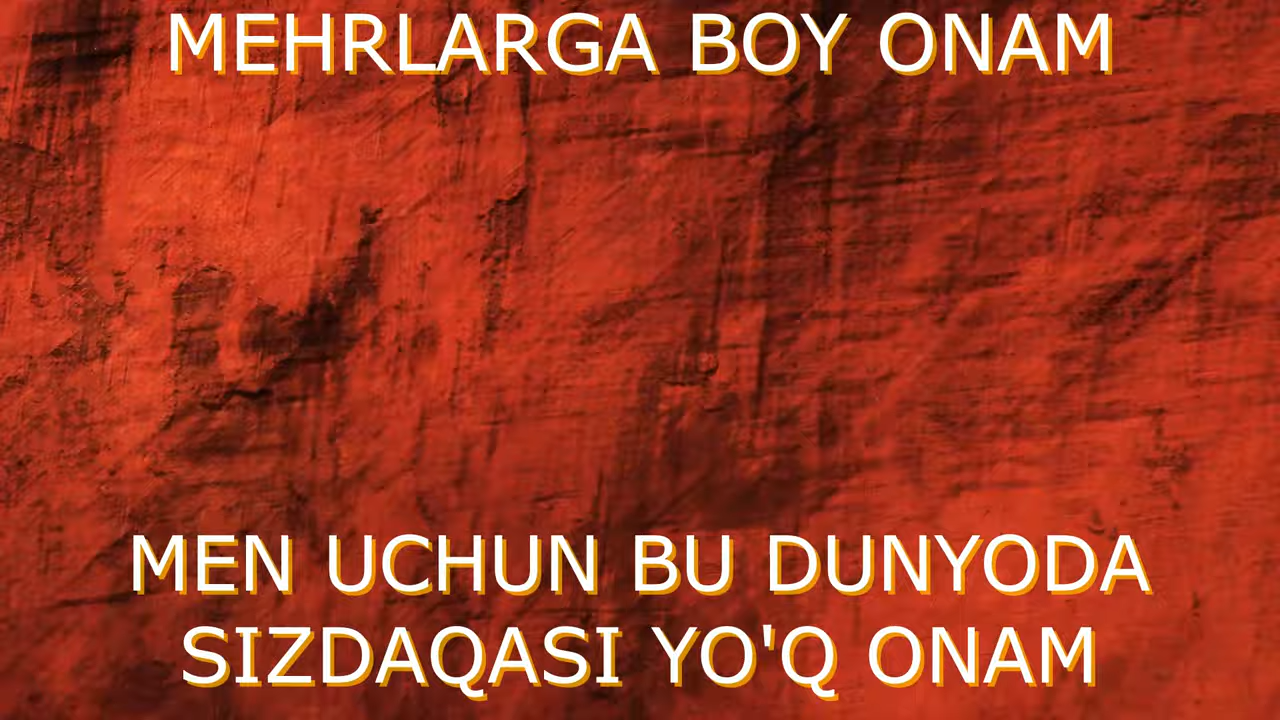 MEHRLARGA BOY ONAM
MEN UCHUN BU DUNYODA
SIZDAQASI YO'Q ONAM